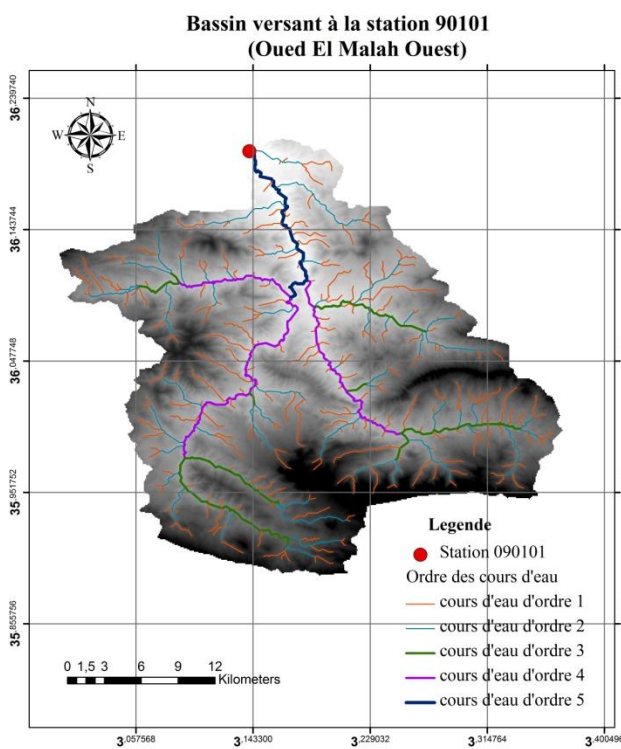 Bassin versant à la station 90101
(Oued El Malah Ouest)
36.239740
N
W E
S
36.143744
36.047748
35.951752
35.855756
Legende
Station 090101
Ordre des cours d'eau
cours d'eau d'ordre 1
cours d'eau d'ordre 2
cours d'eau d'ordre 3
cours d'eau d'ordre 4
cours d'eau d'ordre 5
0 1,5 3 6 9 12
Kilometers
3.057568 3.143300 3.229032 3.314764 3.400496